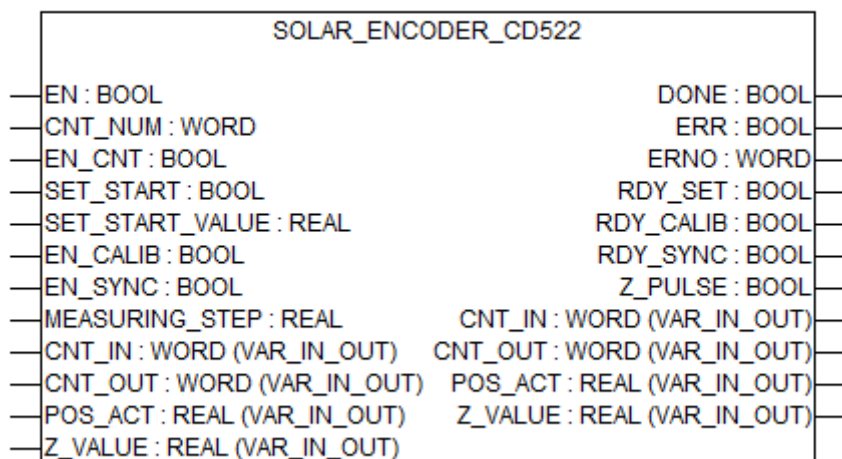 SOLAR_ENCODER_CD522
EN : BOOL DONE : BOOL
CNT_NUM : WORD ERR : BOOL
EN_CNT : BOOL ERNO : WORD
SET_START : BOOL RDY_SET : BOOL
SET_START_VALUE : REAL RDY_CALIB : BOOL
EN_CALIB : BOOL RDY_SYNC : BOOL
EN_SYNC : BOOL Z_PULSE : BOOL
MEASURING_STEP : REAL CNT_IN : WORD (VAR_IN_OUT)
CNT_IN : WORD (VAR_IN_OUT) CNT_OUT : WORD (VAR_IN_OUT)
CNT_OUT : WORD (VAR_IN_OUT) POS_ACT : REAL (VAR_IN_OUT)
POS_ACT : REAL (VAR_IN_OUT) Z_VALUE : REAL (VAR_IN_OUT)
Z_VALUE : REAL (VAR_IN_OUT)